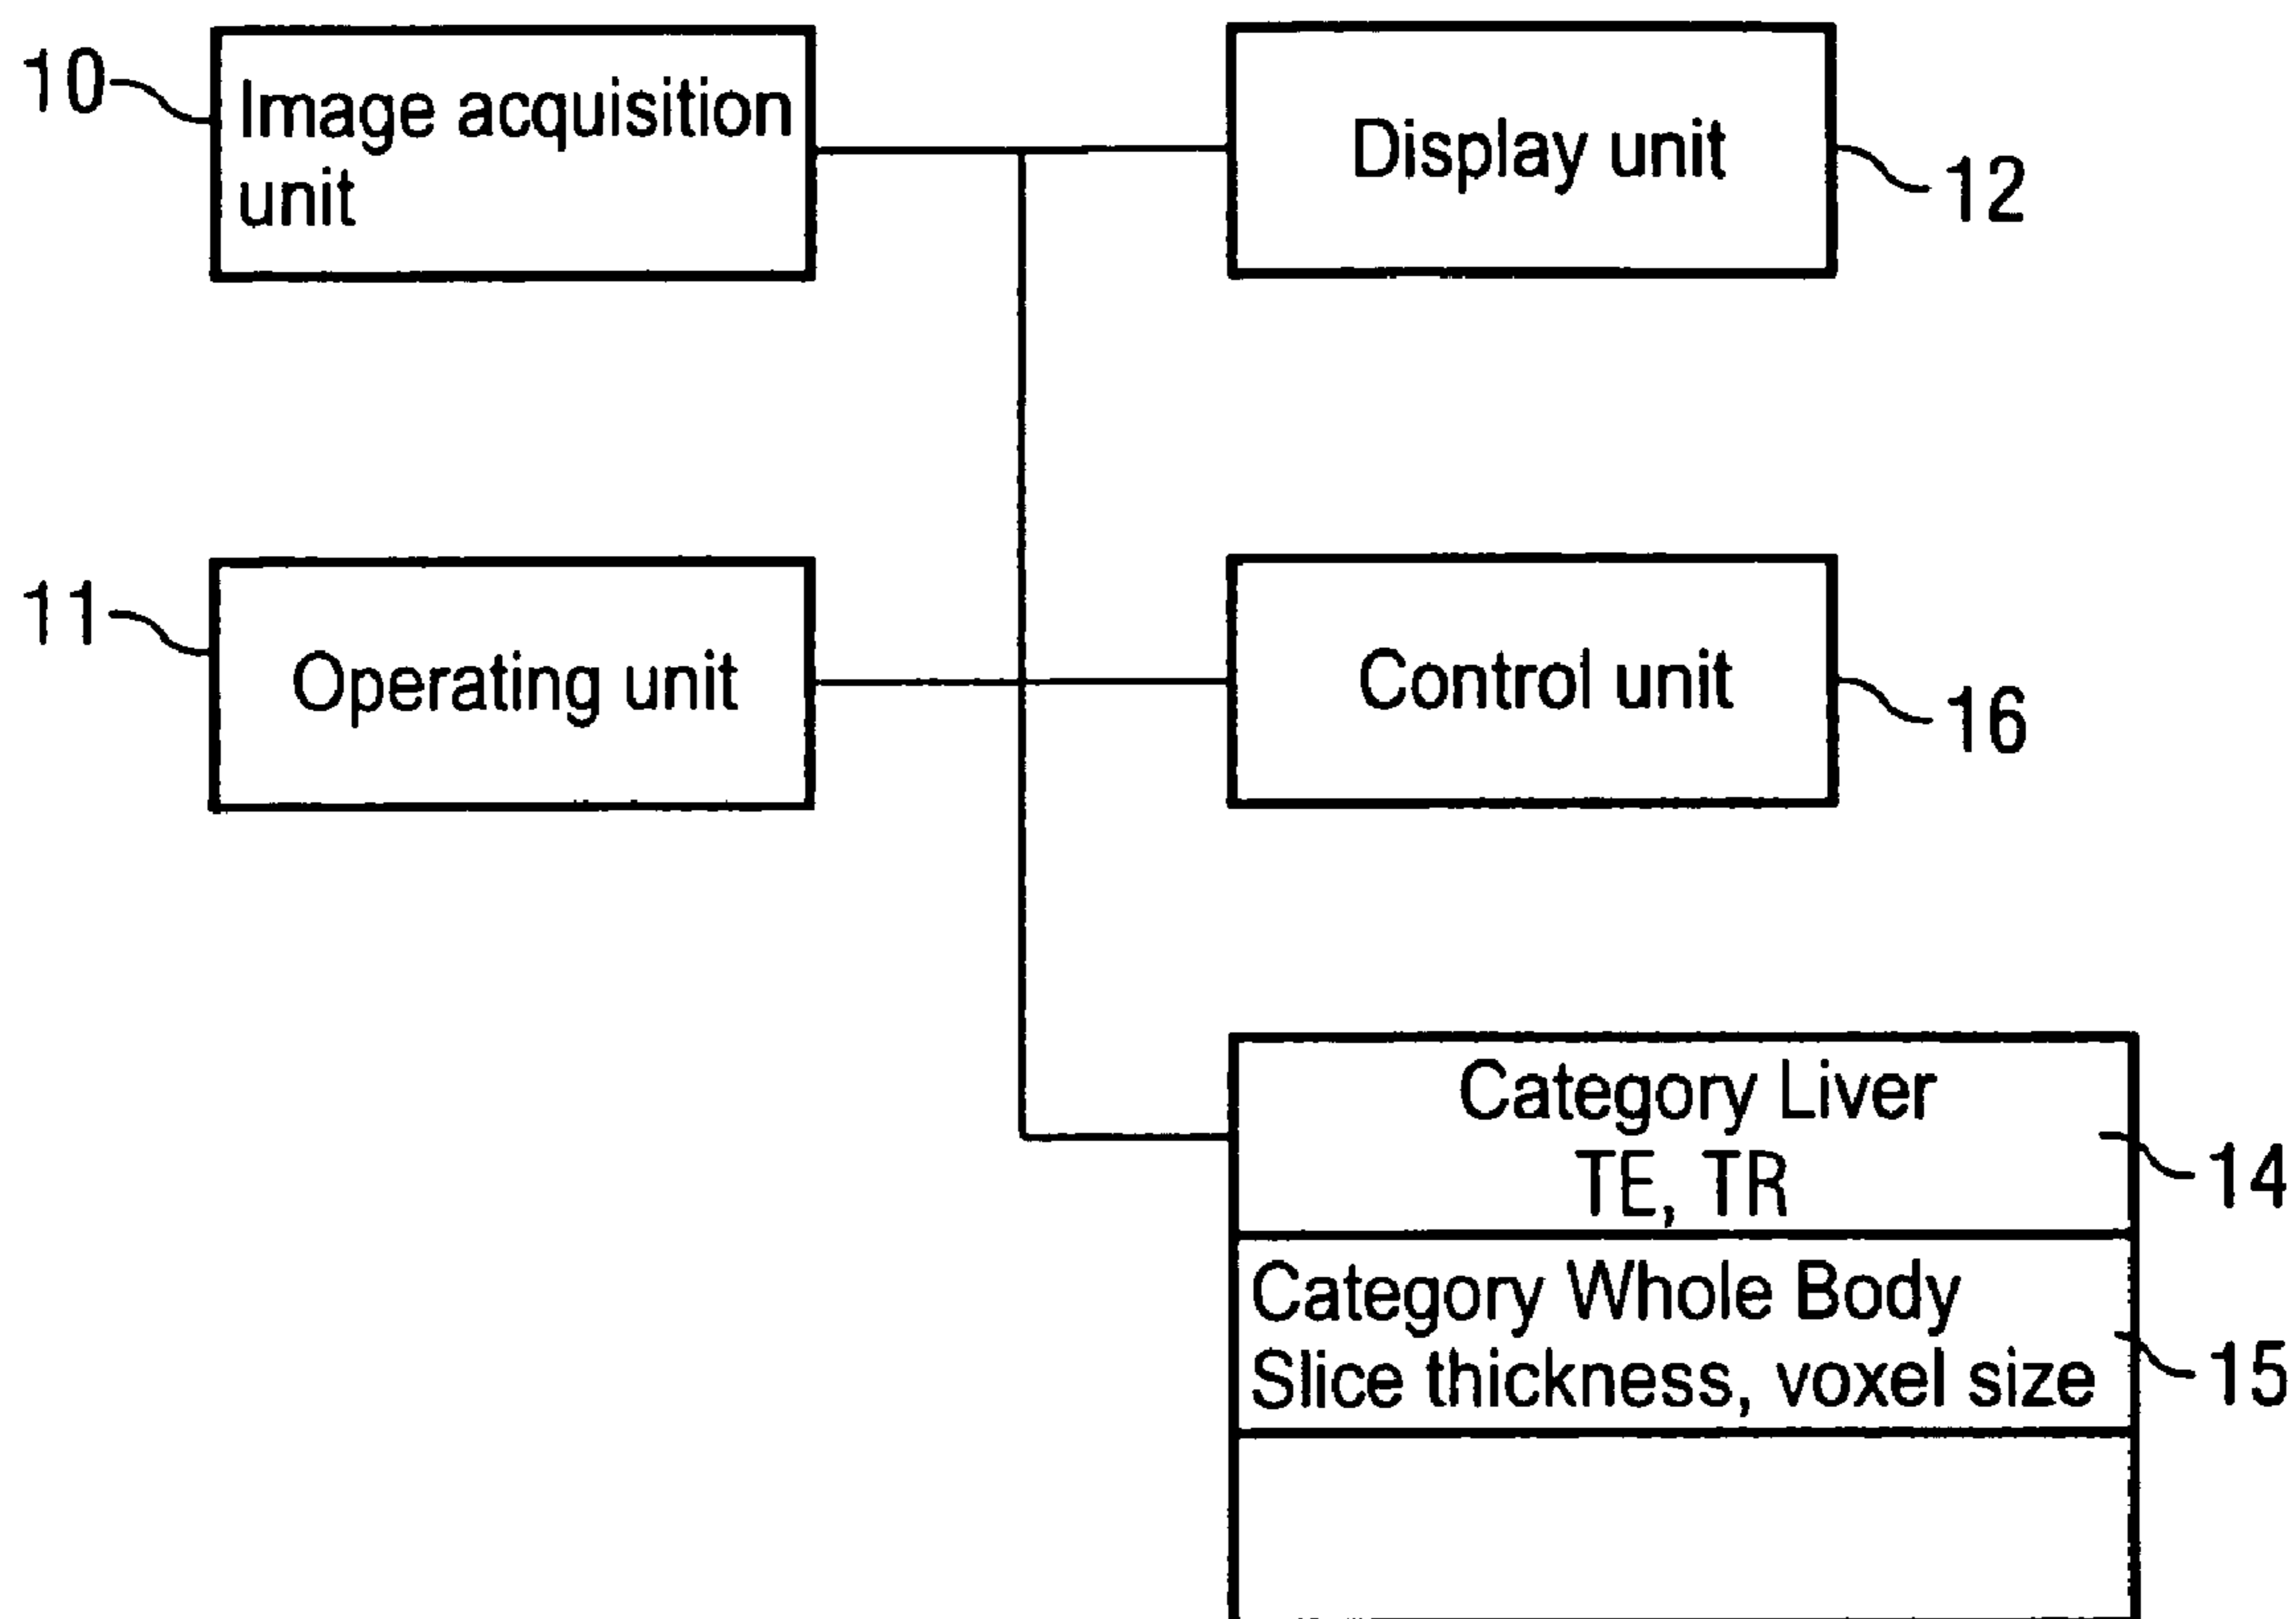 10
Image acquisition
unit
Display unit
12
11
Operating unit
Control unit
16
Category Liver
TE, TR
14
Category Whole Body
Slice thickness, voxel size
15